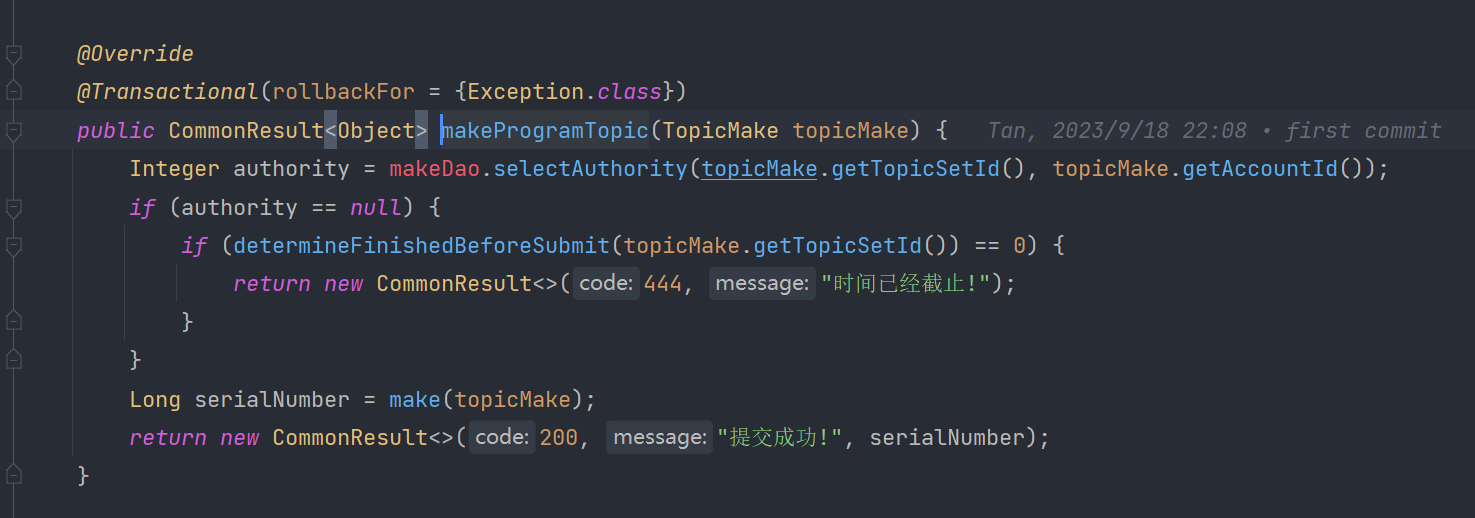 @Override
@Transactional(rollbackFor = {Exception.class})
public CommonResult<Object> makeProgramTopic(TopicMake topicMake) {   Tan, 2023/9/18 22:08 • first commit
    Integer authority = makeDao.selectAuthority(topicMake.getTopicSetId(), topicMake.getAccountId());
    if (authority == null) {
        if (determineFinishedBeforeSubmit(topicMake.getTopicSetId()) == 0) {
            return new CommonResult<>( code: 444,  message: "时间已经截止!");
        }
    }
    Long serialNumber = make(topicMake);
    return new CommonResult<>( code: 200,  message: "提交成功!", serialNumber);
}